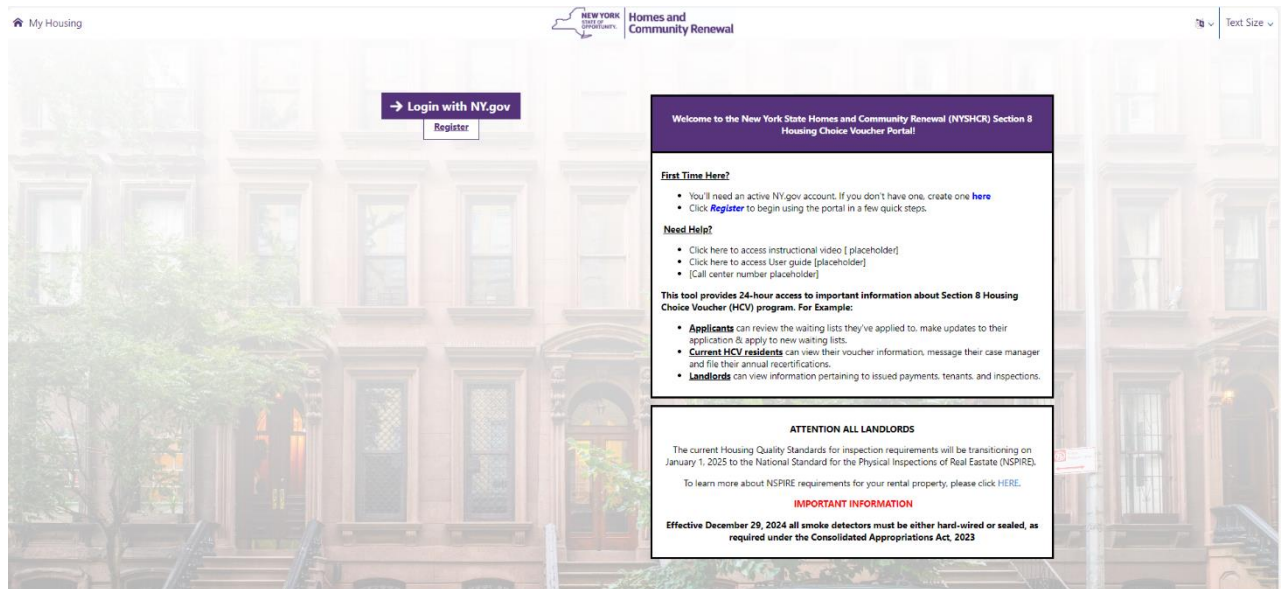 My Housing
NEW YORK
STATE OF
OPPORTUNITY.
Homes and
Community Renewal
Text Size
→ Login with NY.gov
Register
Welcome to the New York State Homes and Community Renewal (NYSHCR) Section 8
Housing Choice Voucher Portal!
First Time Here?
• You'll need an active NY.gov account. If you don't have one, create one here
• Click Register to begin using the portal in a few quick steps.
Need Help?
• Click here to access instructional video [ placeholder]
• Click here to access User guide [placeholder]
• [Call center number placeholder]
This tool provides 24-hour access to important information about Section 8 Housing
Choice Voucher (HCV) program. For Example:
• Applicants can review the waiting lists they've applied to, make updates to their
application & apply to new waiting lists.
• Current HCV residents can view their voucher information, message their case manager
and file their annual recertifications.
• Landlords can view information pertaining to issued payments, tenants, and inspections.
ATTENTION ALL LANDLORDS
The current Housing Quality Standards for inspection requirements will be transitioning on
January 1, 2025 to the National Standard for the Physical Inspections of Real Eastate (NSPIRE).
To learn more about NSPIRE requirements for your rental property, please click HERE.
IMPORTANT INFORMATION
Effective December 29, 2024 all smoke detectors must be either hard-wired or sealed, as
required under the Consolidated Appropriations Act, 2023